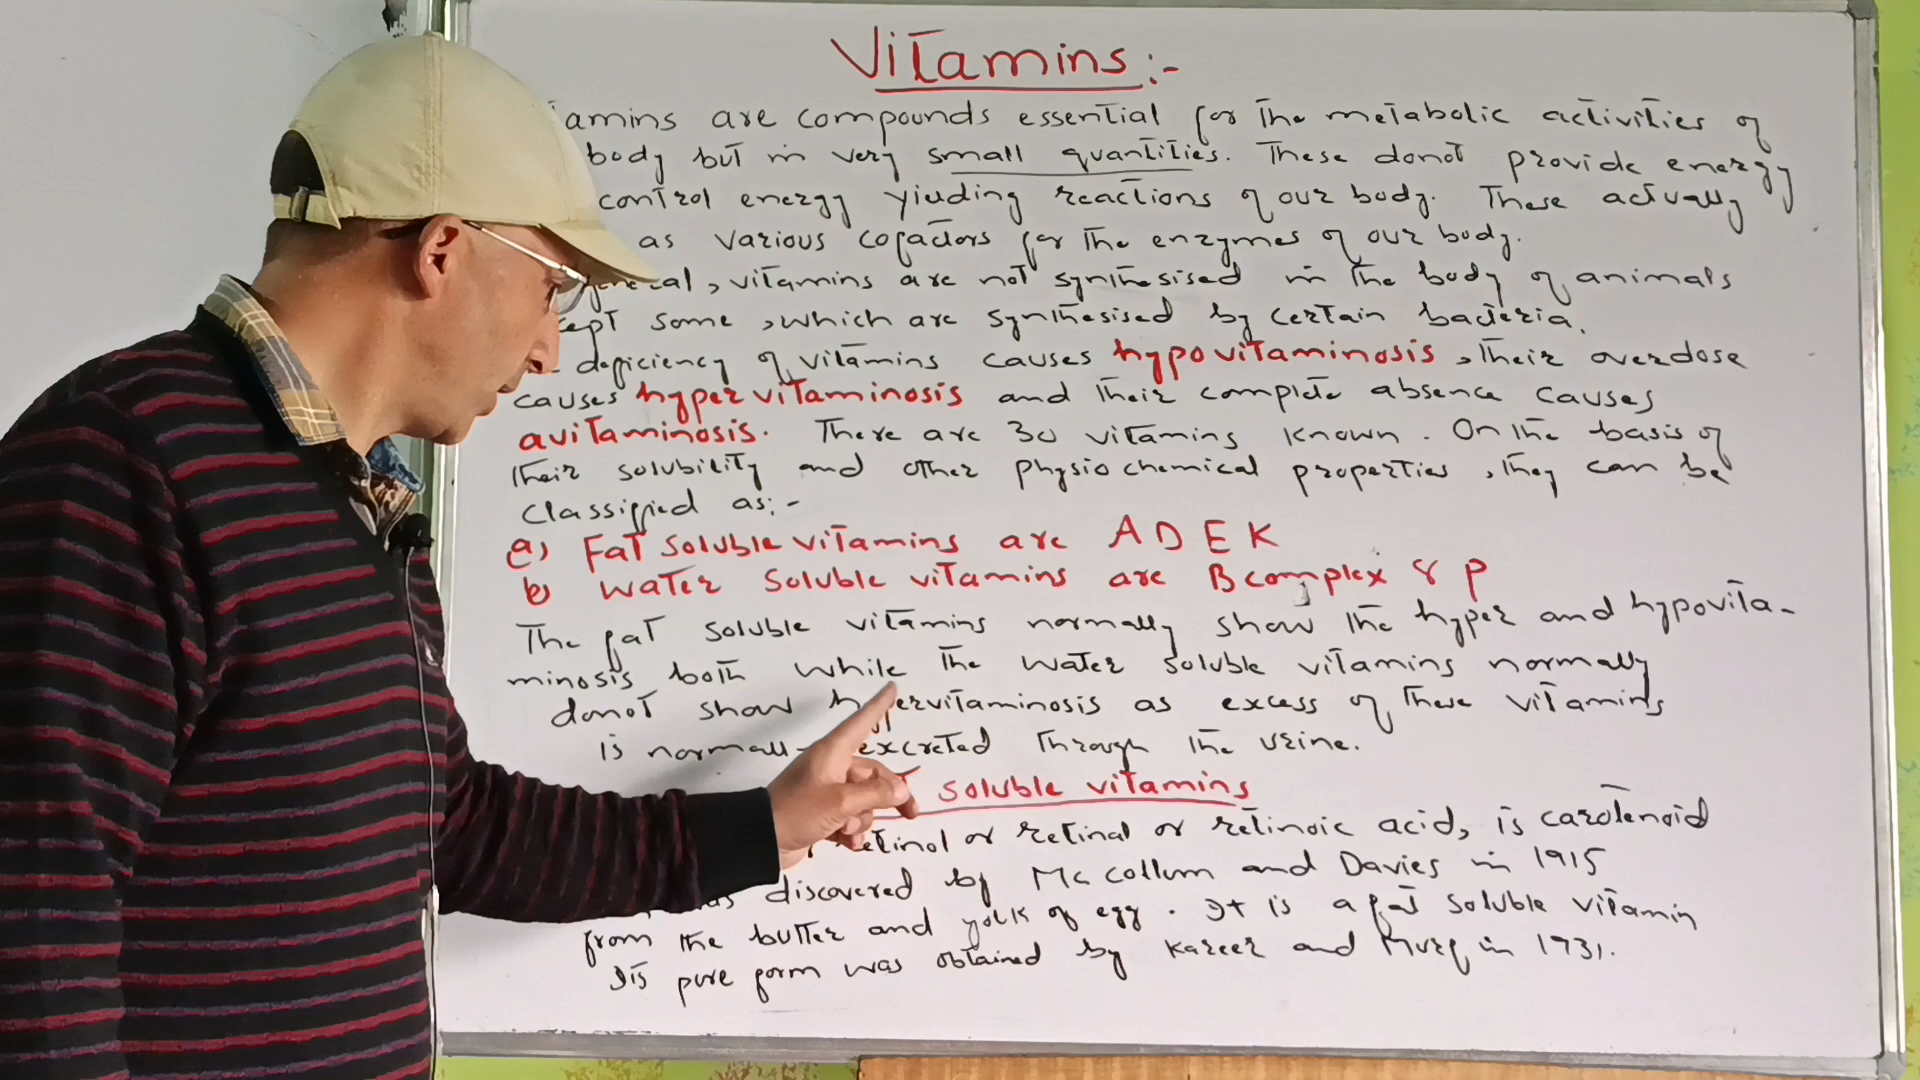 Vitamins:-
amins are compounds essential for the metabolic activities of
body but in very small quantities. These donot provide energy
control energy yielding reactions of our body. These actually
as various cofactors for the enzymes of our body.
, vitamins are not synthesised in the body of animals
cept some, which are synthesised by certain bacteria.
deficiency of vitamins causes hypovitaminosis, their overdose
causes hypervitaminosis and their complete absence causes
avitaminosis. There are 30 vitamins known. On the basis of
their solubility and other physiochemical properties, they can be
classified as:-
a) Fat soluble vitamins are A D E K
b) Water soluble vitamins are B complex & P
The fat soluble vitamins normally show the hyper and hypovita-
minosis both while the water soluble vitamins normally
donot show hypervitaminosis as excess of these vitamins
is normall excreted through the urine.
soluble vitamins
etinol or retinal or retinoic acid, is carotenoid
discovered by Mc Collum and Davies in 1915
from the butter and yolk of egg. It is a fat soluble vitamin
Its pure form was obtained by Kareer and in 1931.